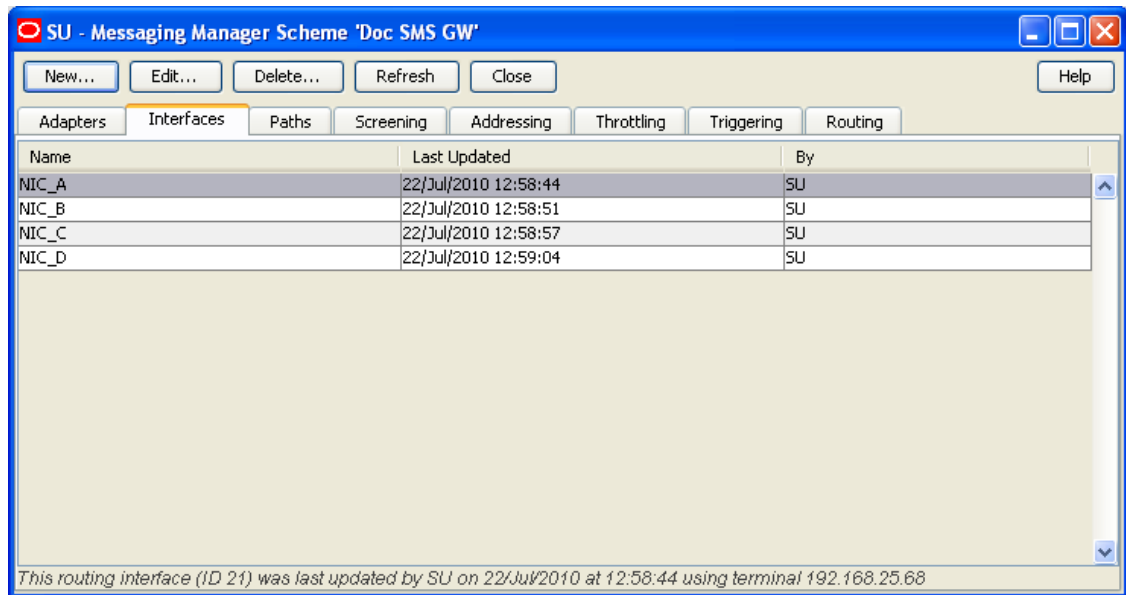 SU - Messaging Manager Scheme 'Doc SMS GW'
New... Edit... Delete... Refresh Close Help
Adapters Interfaces Paths Screening Addressing Throttling Triggering Routing
Name Last Updated By
NIC_A 22/Jul/2010 12:58:44 SU
NIC_B 22/Jul/2010 12:58:51 SU
NIC_C 22/Jul/2010 12:58:57 SU
NIC_D 22/Jul/2010 12:59:04 SU
This routing interface (ID 21) was last updated by SU on 22/Jul/2010 at 12:58:44 using terminal 192.168.25.68